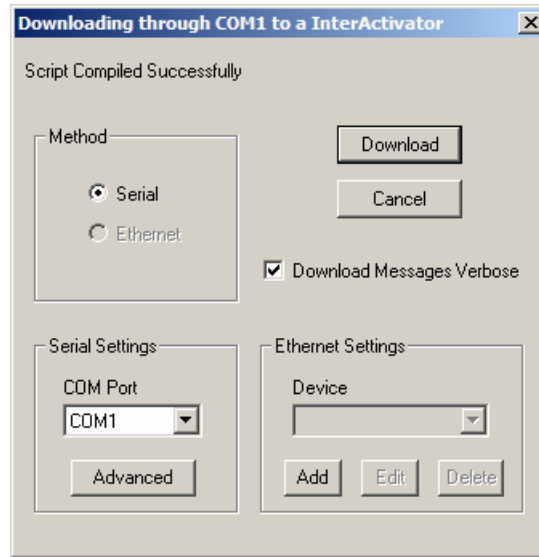 Downloading through COM1 to a InterActivator
Script Compiled Successfully
Method
Serial
Ethernet
Download
Cancel
Download Messages Verbose
Serial Settings
COM Port
COM1
Advanced
Ethernet Settings
Device
Add
Edit
Delete